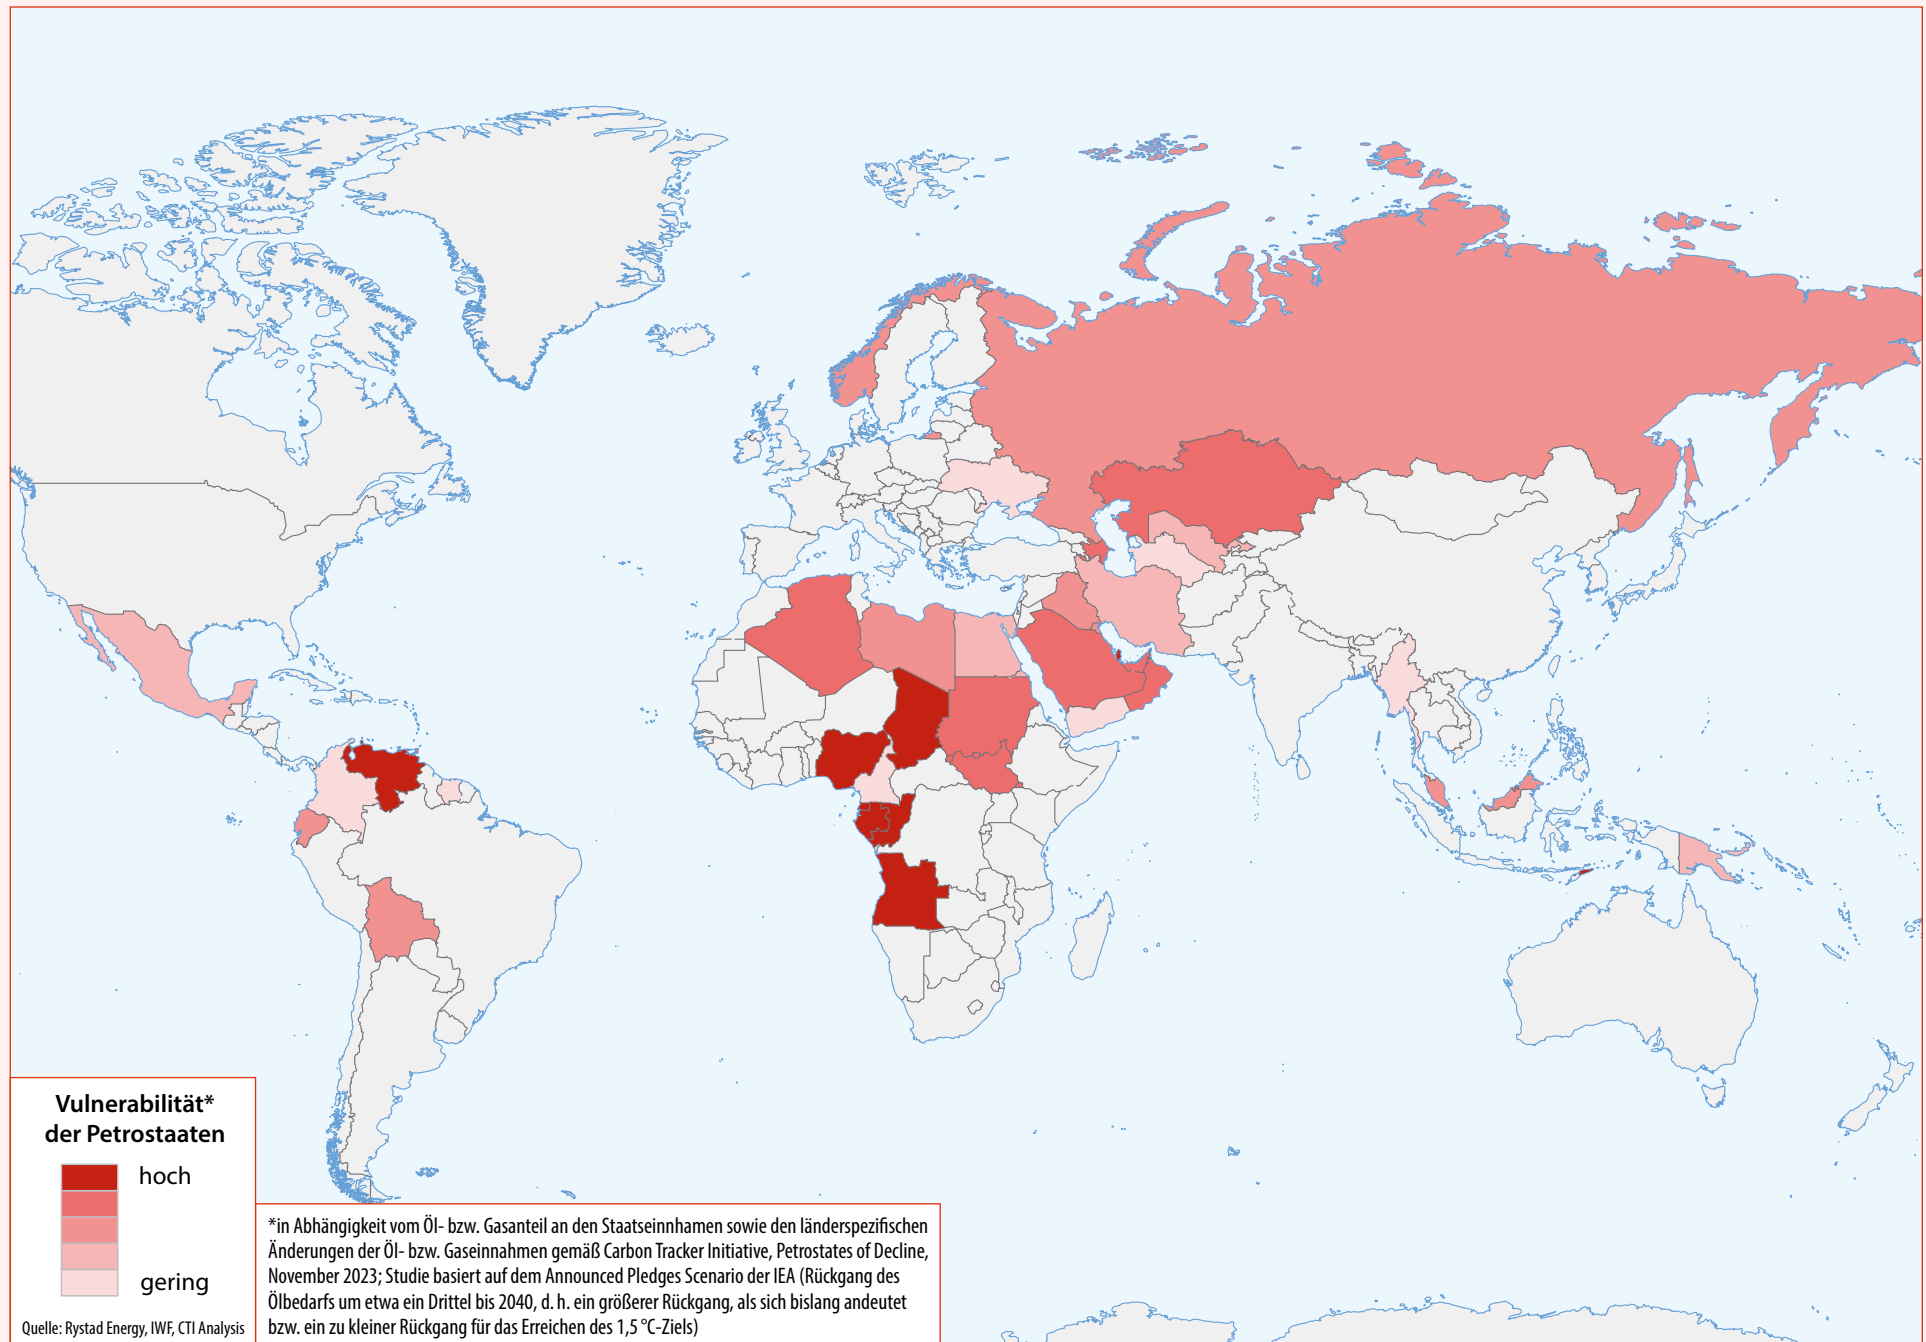 Vulnerabilität*
der Petrostaaten
hoch
gering
Quelle: Rystad Energy, IWF, CTI Analysis
*in Abhängigkeit vom Öl- bzw. Gasanteil an den Staatseinnhamen sowie den länderspezifischen
Änderungen der Öl- bzw. Gaseinnahmen gemäß Carbon Tracker Initiative, Petrostates of Decline,
November 2023; Studie basiert auf dem Announced Pledges Scenario der IEA (Rückgang des
Ölbedarfs um etwa ein Drittel bis 2040, d. h. ein größerer Rückgang, als sich bislang andeutet
bzw. ein zu kleiner Rückgang für das Erreichen des 1,5 °C-Ziels)